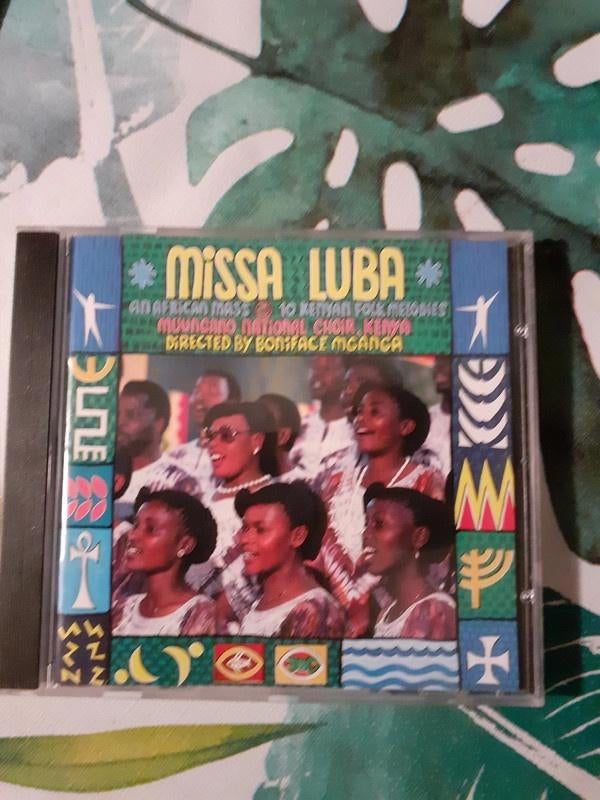 MiSSA LUBA
AN AFRICAN MASS & 10 KENYAN FOLK MELODIES
MUUNGANO NATIONAL CHOIR, KENYA
DiRECTED BY BONiFACE MGANGA